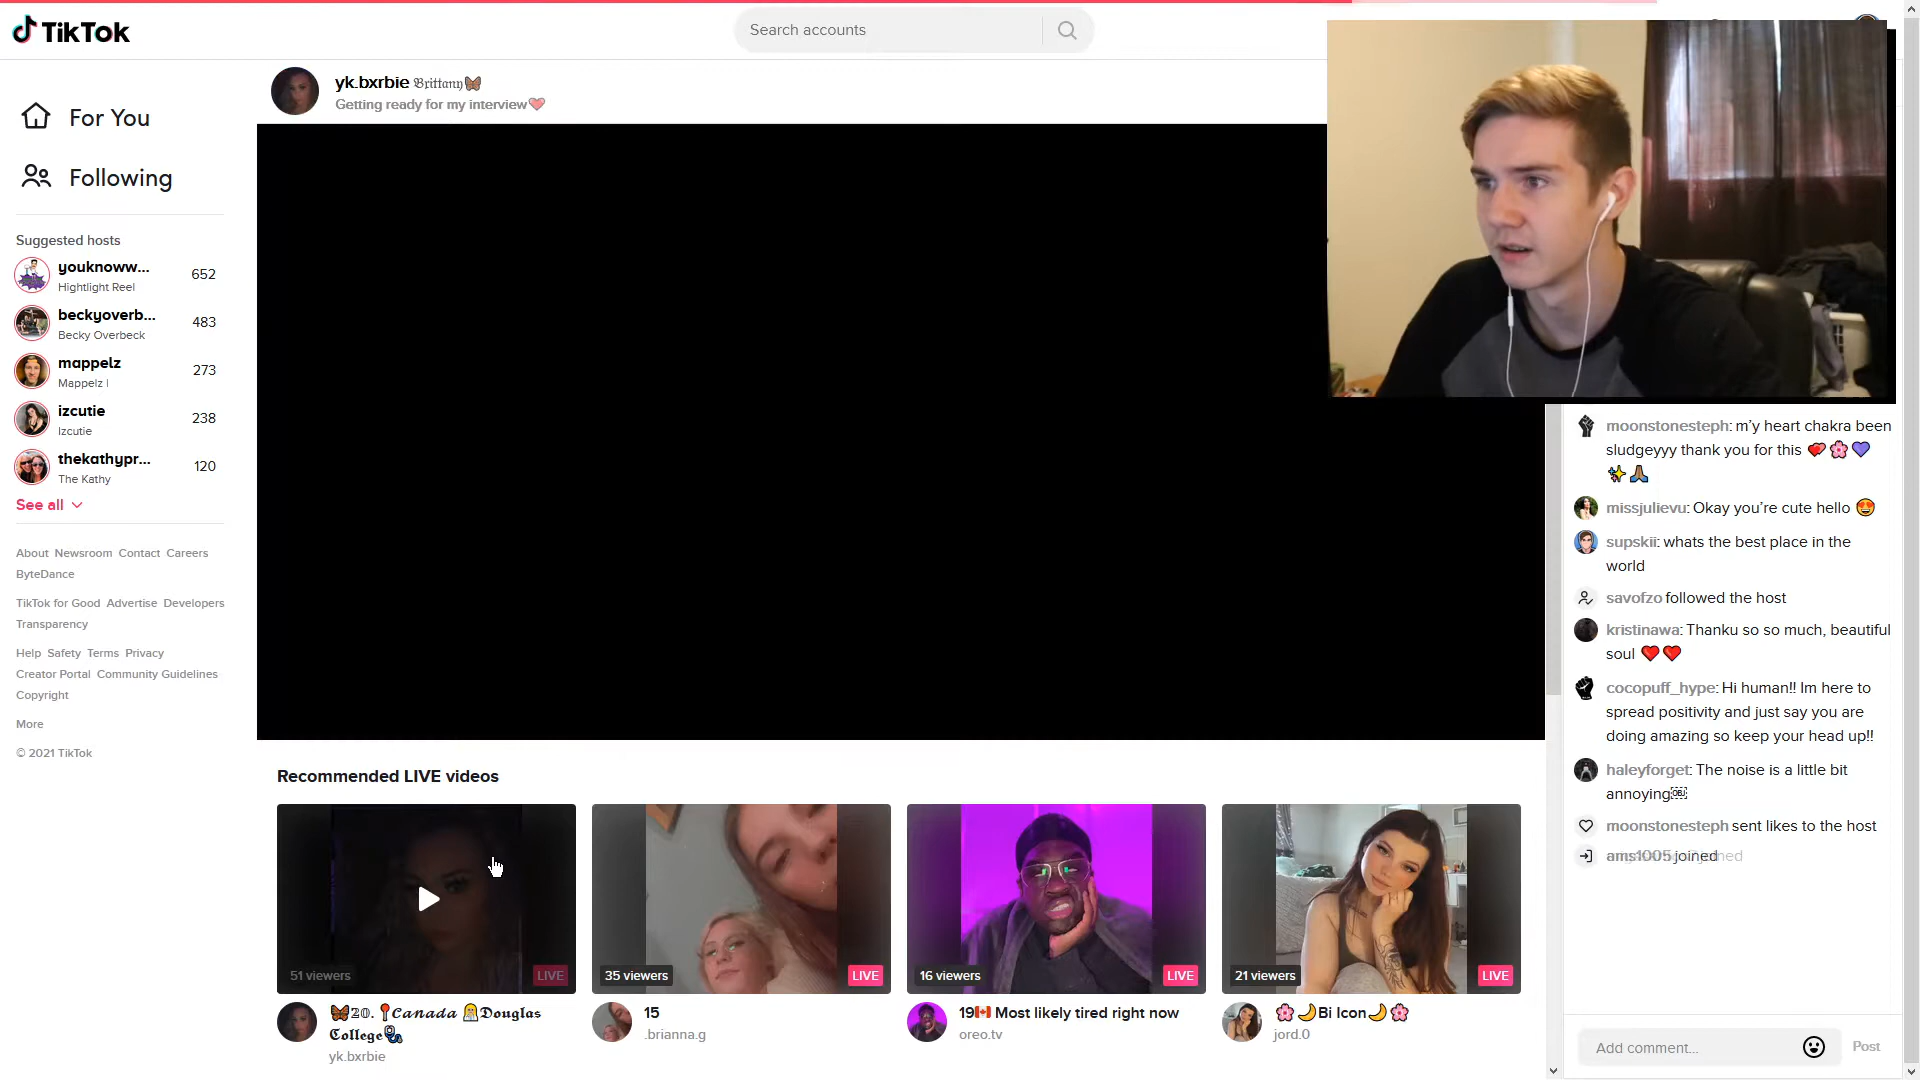 TikTok
Search accounts
yk.bxrbie 𝔅𝔯𝔦𝔱𝔱𝔞𝔫𝔶🦋
Getting ready for my interview❤
For You
Following
Suggested hosts
youknoww... 652
Hightlight Reel
beckyoverb... 483
Becky Overbeck
mappelz 273
Mappelz |
izcutie 238
Izcutie
thekathypr... 120
The Kathy
See all
About Newsroom Contact Careers
ByteDance
TikTok for Good Advertise Developers
Transparency
Help Safety Terms Privacy
Creator Portal Community Guidelines
Copyright
More
© 2021 TikTok
Recommended LIVE videos
51 viewers LIVE
🦋𝟚𝟘.📍𝓒𝓪𝓷𝓪𝓭𝓪 👩‍⚕️𝕯𝖔𝖚𝖌𝖑𝖆𝖘
𝕮𝖔𝖑𝖑𝖊𝖌𝖊🩺
yk.bxrbie
35 viewers LIVE
15
.brianna.g
16 viewers LIVE
19🇨🇦 Most likely tired right now
oreo.tv
21 viewers LIVE
🌸🌙Bi Icon🌙🌸
jord.0
moonstonesteph: m’y heart chakra been
sludgeyyy thank you for this 💕🌸💜
✨🙏🏾
missjulievu: Okay you’re cute hello 😍
supskii: whats the best place in the
world
savofzo followed the host
kristinawa: Thanku so so much, beautiful
soul ❤️❤️
cocopuff_hype: Hi human!! Im here to
spread positivity and just say you are
doing amazing so keep your head up!!
haleyforget: The noise is a little bit
annoying￼
moonstonesteph sent likes to the host
ams1005 joined
Add comment... Post